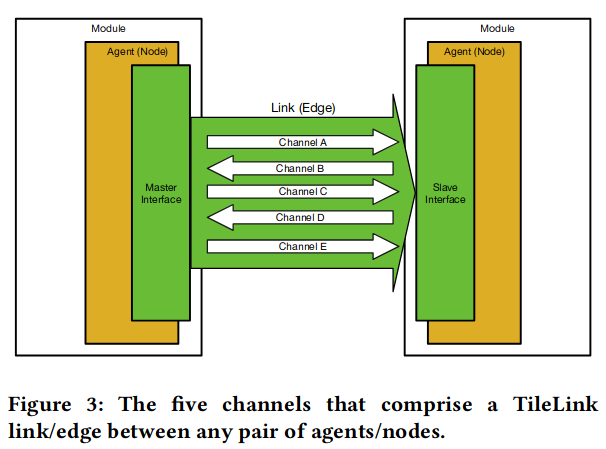 Module
Module
Agent (Node)
Agent (Node)
Link (Edge)
Channel A
Channel B
Master
Interface
Channel C
Slave
Interface
Channel D
Channel E
Figure 3: The five channels that comprise a TileLink
link/edge between any pair of agents/nodes.